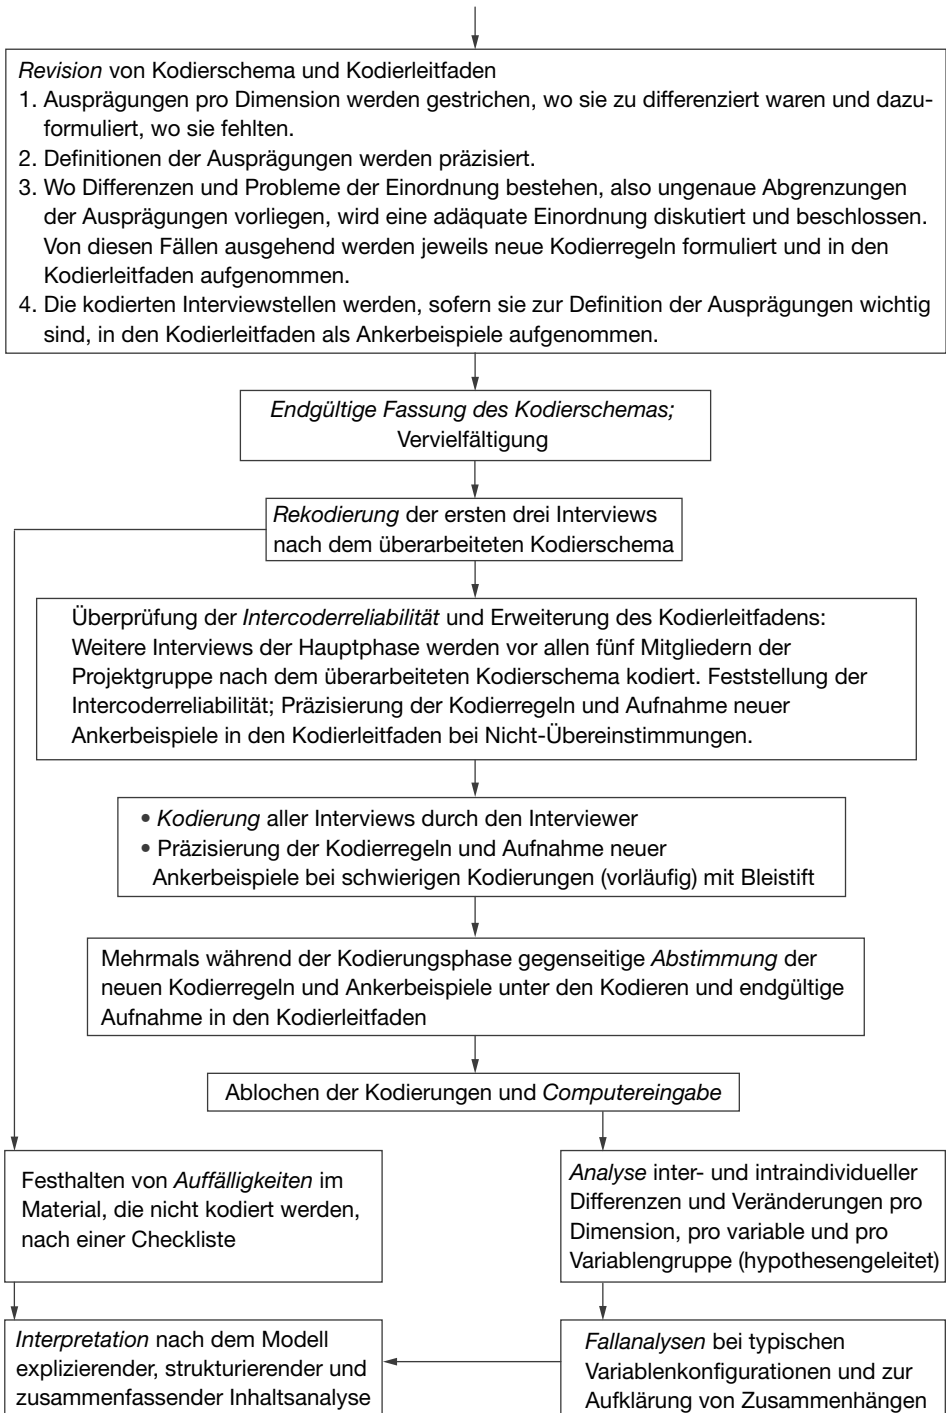 Revision von Kodierschema und Kodierleitfaden
1. Ausprägungen pro Dimension werden gestrichen, wo sie zu differenziert waren und dazu-
formuliert, wo sie fehlten.
2. Definitionen der Ausprägungen werden präzisiert.
3. Wo Differenzen und Probleme der Einordnung bestehen, also ungenaue Abgrenzungen
der Ausprägungen vorliegen, wird eine adäquate Einordnung diskutiert und beschlossen.
Von diesen Fällen ausgehend werden jeweils neue Kodierregeln formuliert und in den
Kodierleitfaden aufgenommen.
4. Die kodierten Interviewstellen werden, sofern sie zur Definition der Ausprägungen wichtig
sind, in den Kodierleitfaden als Ankerbeispiele aufgenommen.
Endgültige Fassung des Kodierschemas;
Vervielfältigung
Rekodierung der ersten drei Interviews
nach dem überarbeiteten Kodierschema
Überprüfung der Intercoderreliabilität und Erweiterung des Kodierleitfadens:
Weitere Interviews der Hauptphase werden vor allen fünf Mitgliedern der
Projektgruppe nach dem überarbeiteten Kodierschema kodiert. Feststellung der
Intercoderreliabilität; Präzisierung der Kodierregeln und Aufnahme neuer
Ankerbeispiele in den Kodierleitfaden bei Nicht-Übereinstimmungen.
• Kodierung aller Interviews durch den Interviewer
• Präzisierung der Kodierregeln und Aufnahme neuer
Ankerbeispiele bei schwierigen Kodierungen (vorläufig) mit Bleistift
Mehrmals während der Kodierungsphase gegenseitige Abstimmung der
neuen Kodierregeln und Ankerbeispiele unter den Kodieren und endgültige
Aufnahme in den Kodierleitfaden
Ablochen der Kodierungen und Computereingabe
Festhalten von Auffälligkeiten im
Material, die nicht kodiert werden,
nach einer Checkliste
Analyse inter- und intraindividueller
Differenzen und Veränderungen pro
Dimension, pro variable und pro
Variablengruppe (hypothesengeleitet)
Interpretation nach dem Modell
explizierender, strukturierender und
zusammenfassender Inhaltsanalyse
Fallanalysen bei typischen
Variablenkonfigurationen und zur
Aufklärung von Zusammenhängen